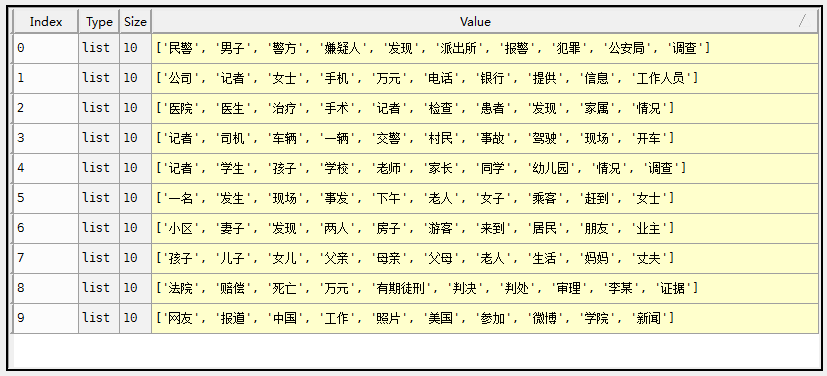 Index Type Size Value
0 list 10 ['民警', '男子', '警方', '嫌疑人', '发现', '派出所', '报警', '犯罪', '公安局', '调查']
1 list 10 ['公司', '记者', '女士', '手机', '万元', '电话', '银行', '提供', '信息', '工作人员']
2 list 10 ['医院', '医生', '治疗', '手术', '记者', '检查', '患者', '发现', '家属', '情况']
3 list 10 ['记者', '司机', '车辆', '一辆', '交警', '村民', '事故', '驾驶', '现场', '开车']
4 list 10 ['记者', '学生', '孩子', '学校', '老师', '家长', '同学', '幼儿园', '情况', '调查']
5 list 10 ['一名', '发生', '现场', '事发', '下午', '老人', '女子', '乘客', '赶到', '女士']
6 list 10 ['小区', '妻子', '发现', '两人', '房子', '游客', '来到', '居民', '朋友', '业主']
7 list 10 ['孩子', '儿子', '女儿', '父亲', '母亲', '父母', '老人', '生活', '妈妈', '丈夫']
8 list 10 ['法院', '赔偿', '死亡', '万元', '有期徒刑', '判决', '判处', '审理', '李某', '证据']
9 list 10 ['网友', '报道', '中国', '工作', '照片', '美国', '参加', '微博', '学院', '新闻']